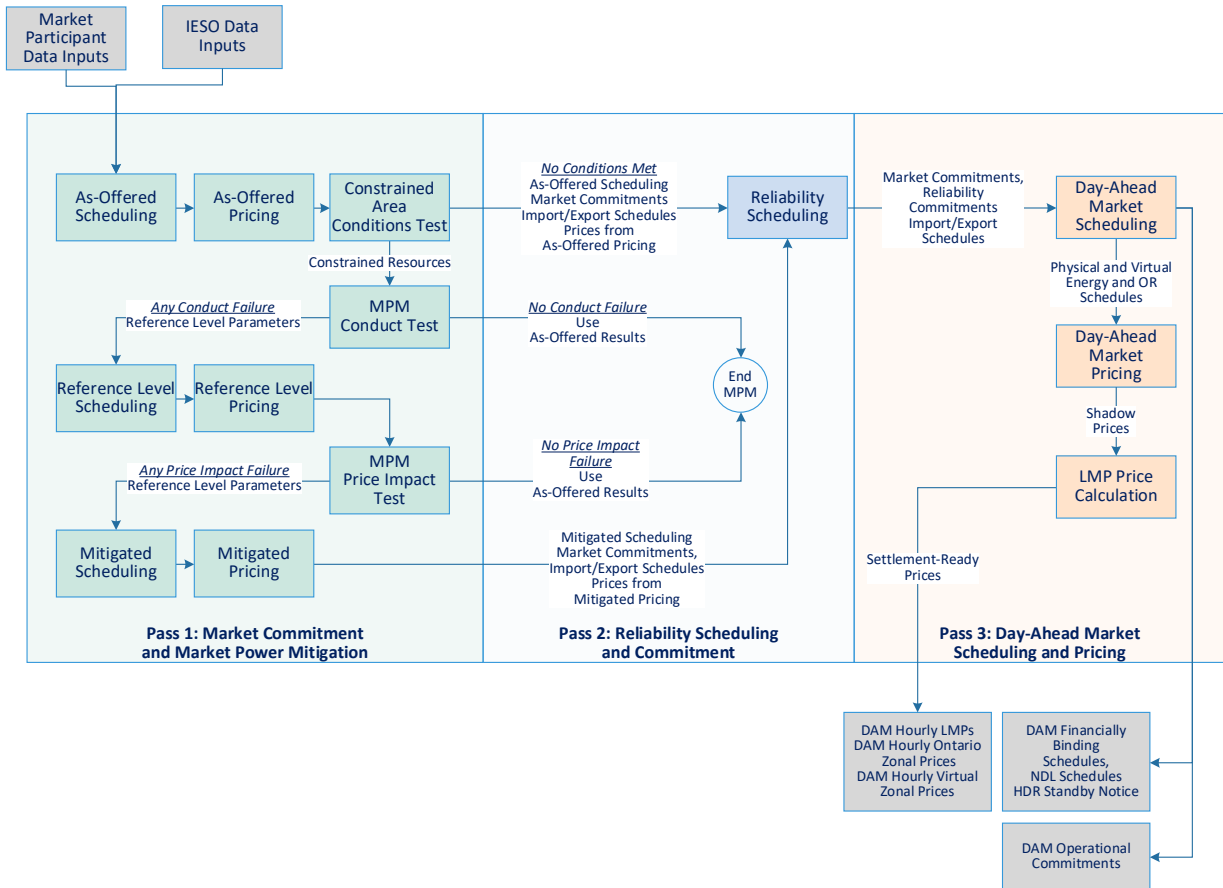 Market
Participant
Data Inputs
IESO Data
Inputs
As-Offered
Scheduling
As-Offered
Pricing
Constrained
Area
Conditions Test
No Conditions Met
As-Offered Scheduling
Market Commitments
Import/Export Schedules
Prices from
As-Offered Pricing
Reliability
Scheduling
Market Commitments,
Reliability
Commitments
Import/Export
Schedules
Day-Ahead
Market
Scheduling
Constrained Resources
Physical and Virtual
Energy and OR
Schedules
Any Conduct Failure
Reference Level Parameters
MPM
Conduct Test
No Conduct Failure
Use
As-Offered Results
Day-Ahead
Market
Pricing
End
MPM
Reference Level
Scheduling
Reference Level
Pricing
Shadow
Prices
Any Price Impact Failure
Reference Level Parameters
MPM
Price Impact
Test
No Price Impact
Failure
Use
As-Offered Results
LMP Price
Calculation
Mitigated
Scheduling
Mitigated
Pricing
Mitigated Scheduling
Market Commitments,
Import/Export Schedules
Prices from
Mitigated Pricing
Settlement-Ready
Prices
Pass 1: Market Commitment
and Market Power Mitigation
Pass 2: Reliability Scheduling
and Commitment
Pass 3: Day-Ahead Market
Scheduling and Pricing
DAM Hourly LMPs
DAM Hourly Ontario
Zonal Prices
DAM Hourly Virtual
Zonal Prices
DAM Financially
Binding
Schedules,
NDL Schedules
HDR Standby Notice
DAM Operational
Commitments